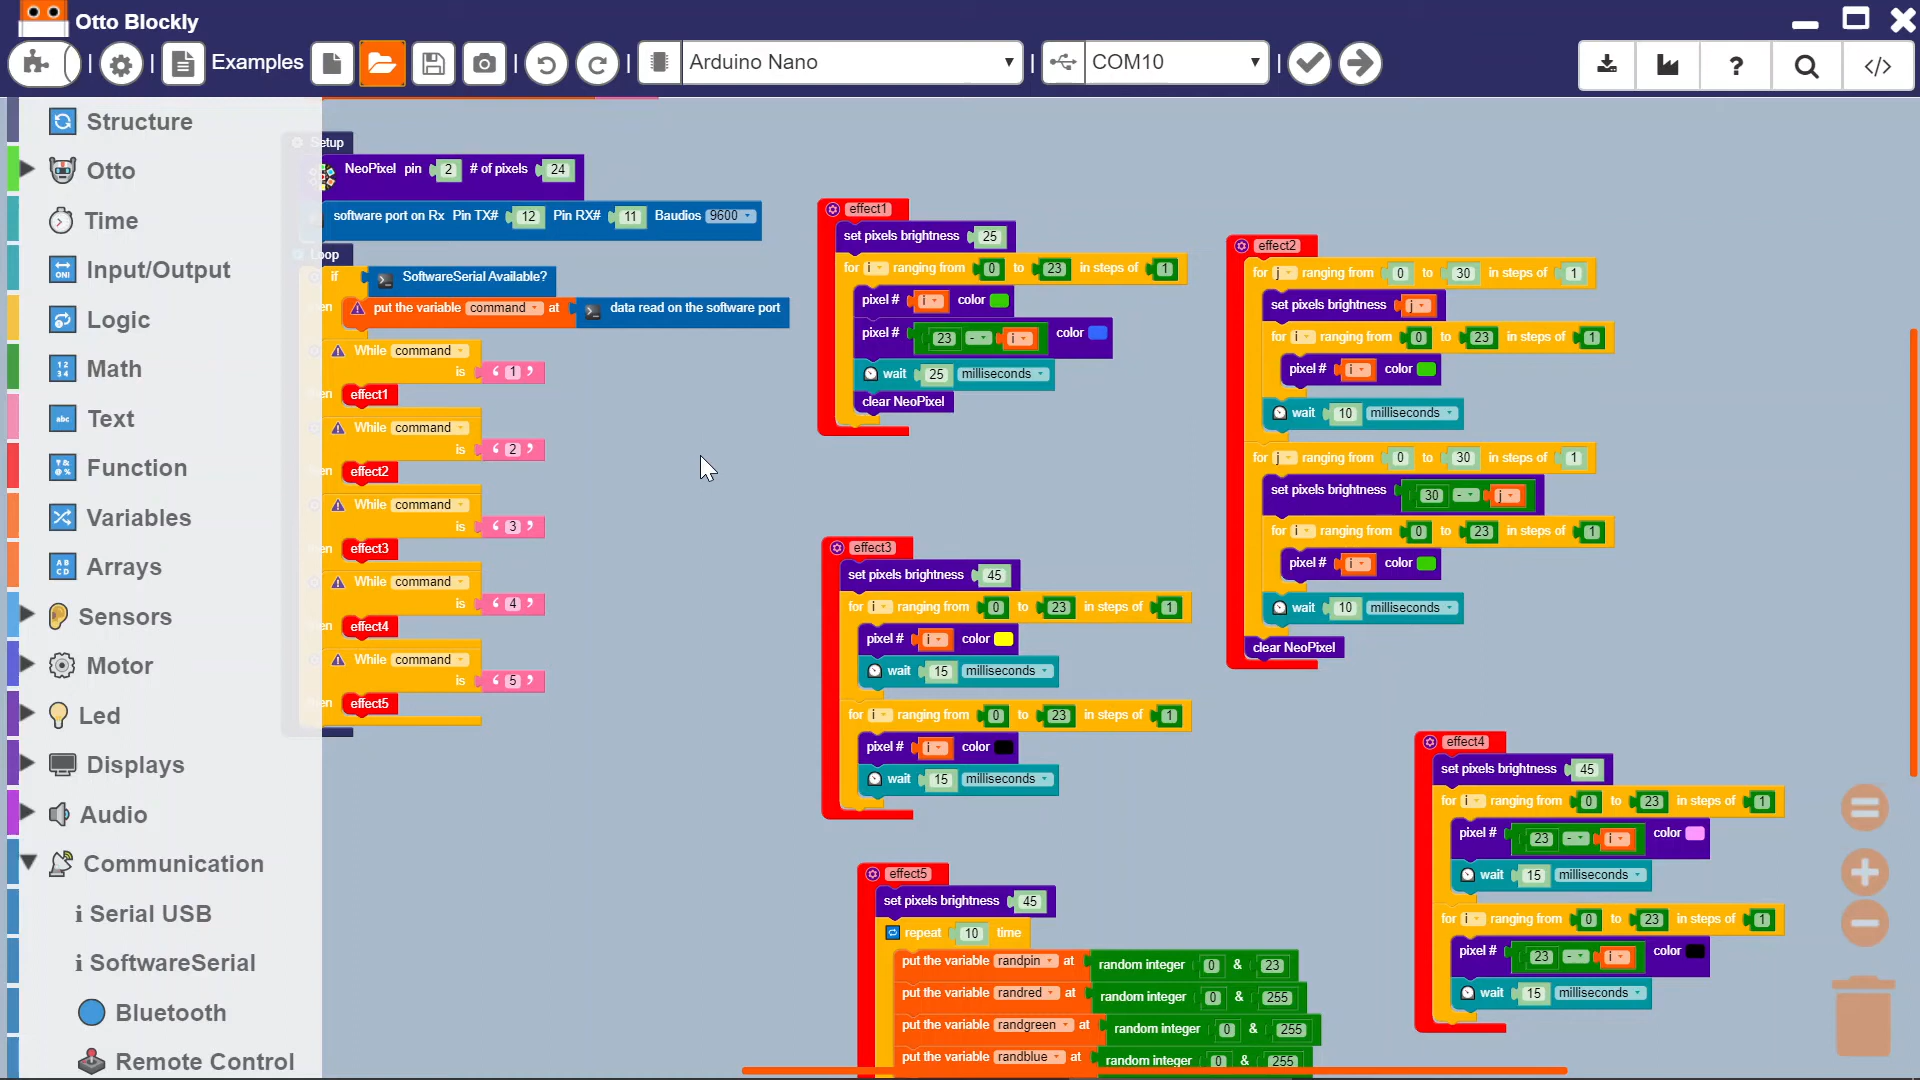 Otto Blockly
Examples
Arduino Nano
COM10
?
</>
Structure
Otto
Time
Input/Output
Logic
Math
Text
Function
Variables
Arrays
Sensors
Motor
Led
Displays
Audio
Communication
Serial USB
SoftwareSerial
Bluetooth
Remote Control
Setup
NeoPixel pin 2 # of pixels 24
software port on Rx Pin TX# 12 Pin RX# 11 Baudios 9600
Loop
if SoftwareSerial Available?
put the variable command at data read on the software port
While command
is ‘ 1 ’
effect1
While command
is ‘ 2 ’
effect2
While command
is ‘ 3 ’
effect3
While command
is ‘ 4 ’
effect4
While command
is ‘ 5 ’
effect5
effect1
set pixels brightness 25
for i ranging from 0 to 23 in steps of 1
pixel # i color
pixel # 23 - i color
wait 25 milliseconds
clear NeoPixel
effect2
for j ranging from 0 to 30 in steps of 1
set pixels brightness j
for i ranging from 0 to 23 in steps of 1
pixel # i color
wait 10 milliseconds
for j ranging from 0 to 30 in steps of 1
set pixels brightness 30 - j
for i ranging from 0 to 23 in steps of 1
pixel # i color
wait 10 milliseconds
clear NeoPixel
effect3
set pixels brightness 45
for i ranging from 0 to 23 in steps of 1
pixel # i color
wait 15 milliseconds
for i ranging from 0 to 23 in steps of 1
pixel # i color
wait 15 milliseconds
effect4
set pixels brightness 45
for i ranging from 0 to 23 in steps of 1
pixel # 23 - i color
wait 15 milliseconds
for i ranging from 0 to 23 in steps of 1
pixel # 23 - i color
wait 15 milliseconds
effect5
set pixels brightness 45
repeat 10 time
put the variable randpin at random integer 0 & 23
put the variable randred at random integer 0 & 255
put the variable randgreen at random integer 0 & 255
put the variable randblue at random integer 0 & 255